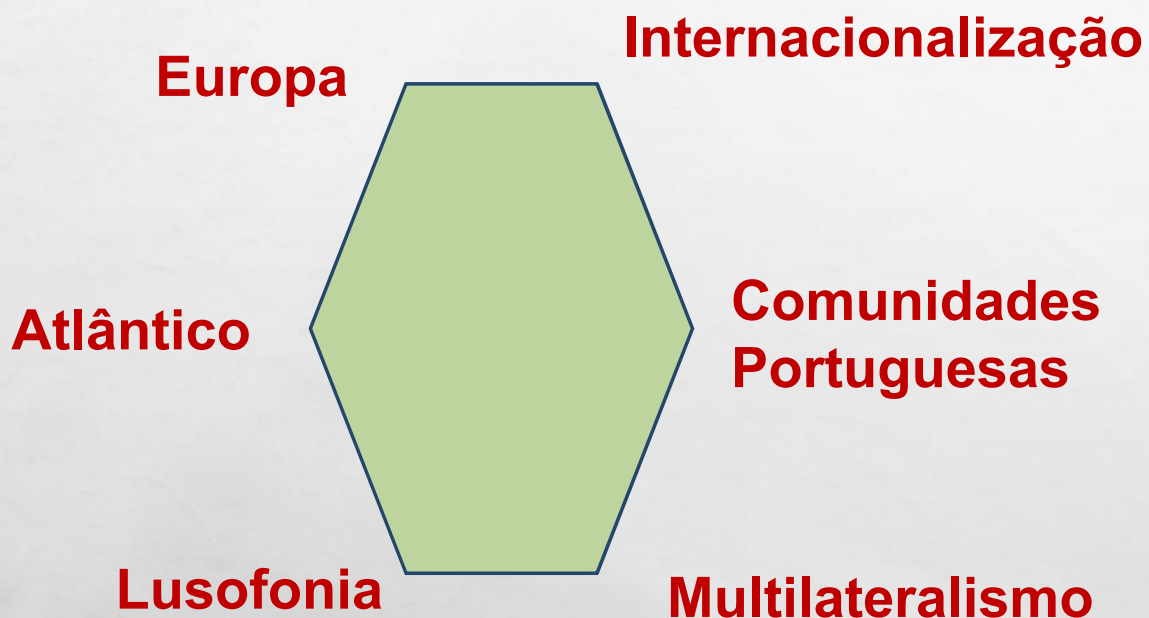 Internacionalização
Europa
Atlântico
Comunidades
Portuguesas
Lusofonia
Multilateralismo